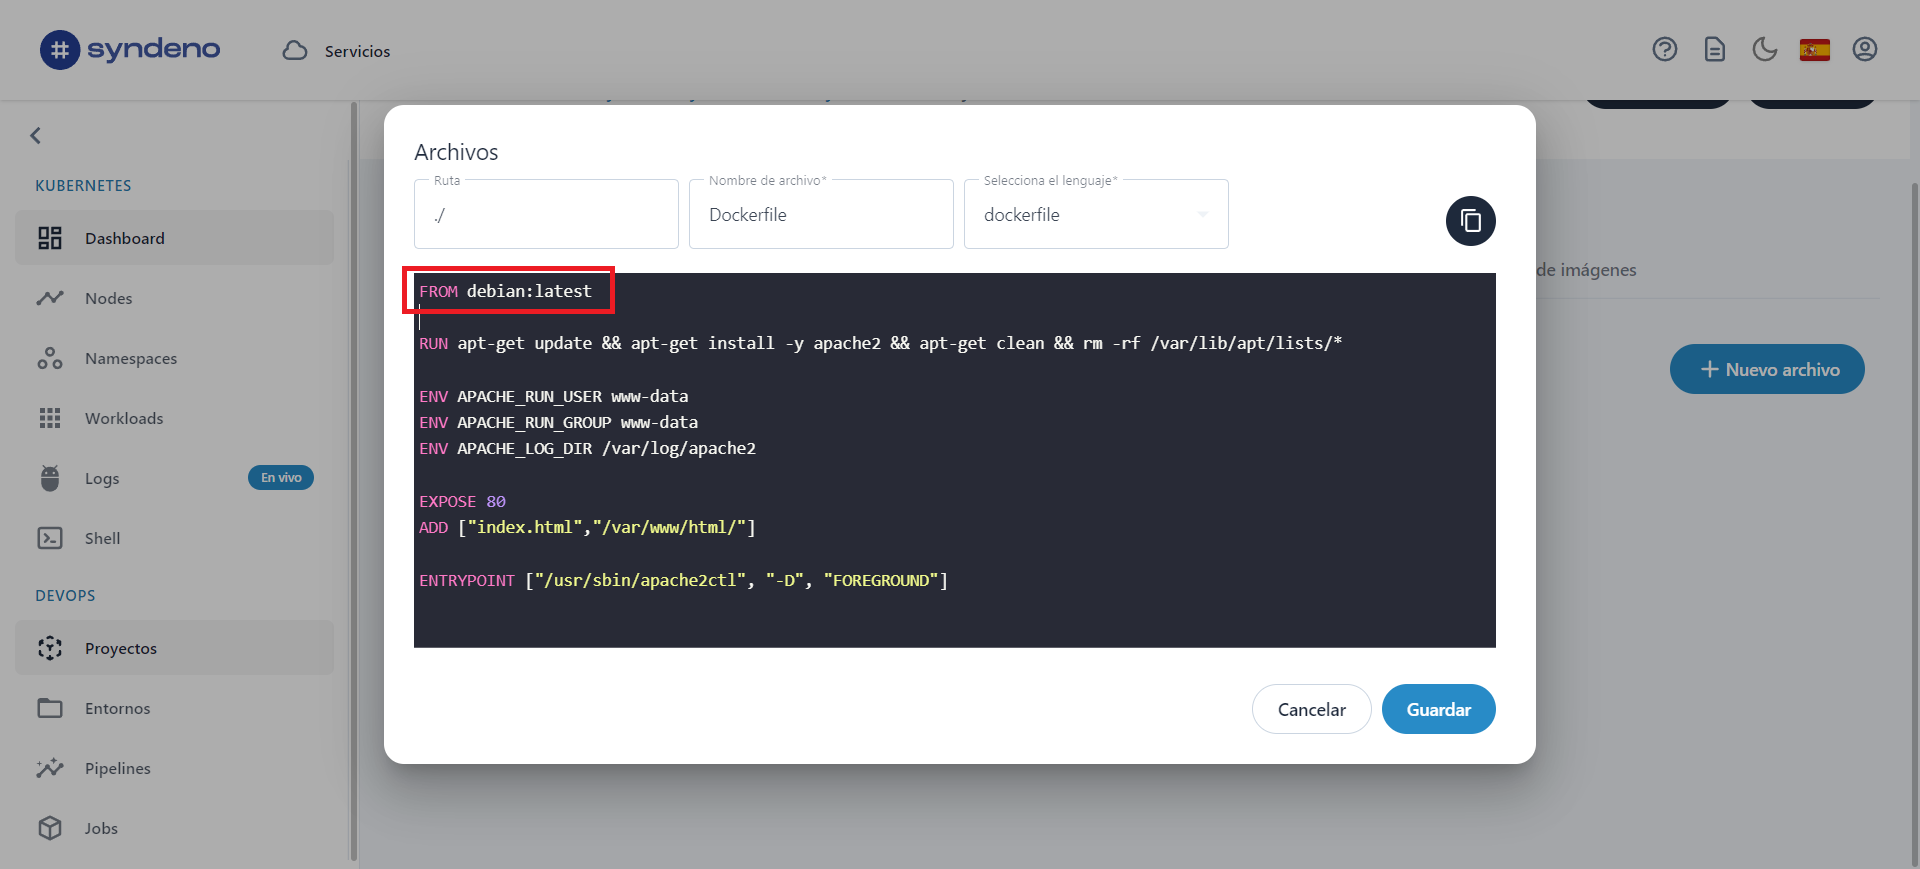 # syndeno
Servicios
KUBERNETES
Dashboard
Nodes
Namespaces
Workloads
Logs
En vivo
Shell
DEVOPS
Proyectos
Entornos
Pipelines
Jobs
Archivos
Ruta
./
Nombre de archivo*
Dockerfile
Selecciona el lenguaje*
dockerfile
FROM debian:latest
RUN apt-get update && apt-get install -y apache2 && apt-get clean && rm -rf /var/lib/apt/lists/*
ENV APACHE_RUN_USER www-data
ENV APACHE_RUN_GROUP www-data
ENV APACHE_LOG_DIR /var/log/apache2
EXPOSE 80
ADD ["index.html","/var/www/html/"]
ENTRYPOINT ["/usr/sbin/apache2ctl", "-D", "FOREGROUND"]
Cancelar
Guardar
de imágenes
+ Nuevo archivo